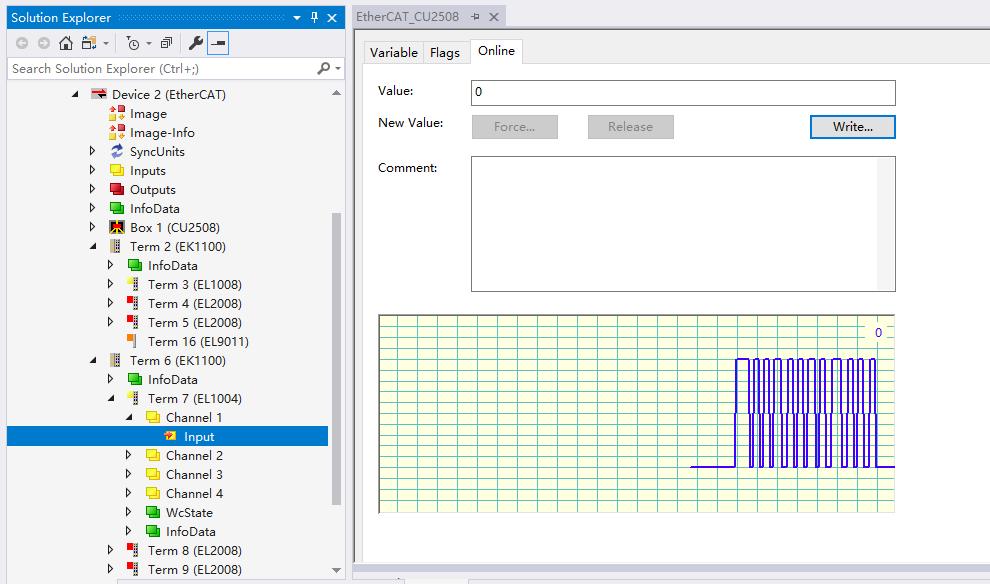 Solution Explorer
Search Solution Explorer (Ctrl+;)
Device 2 (EtherCAT)
Image
Image-Info
SyncUnits
Inputs
Outputs
InfoData
Box 1 (CU2508)
Term 2 (EK1100)
InfoData
Term 3 (EL1008)
Term 4 (EL2008)
Term 5 (EL2008)
Term 16 (EL9011)
Term 6 (EK1100)
InfoData
Term 7 (EL1004)
Channel 1
Input
Channel 2
Channel 3
Channel 4
WcState
InfoData
Term 8 (EL2008)
Term 9 (EL2008)
EtherCAT_CU2508
Variable Flags Online
Value: 0
New Value: Force... Release Write...
Comment:
0